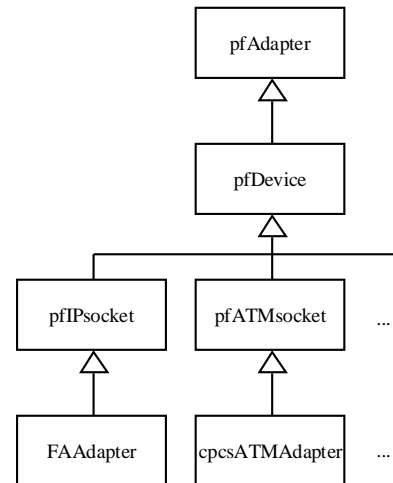 pfAdapter
pfDevice
pfIPsocket
pfATMsocket
...
FAAdapter
cpcsATMAdapter
...